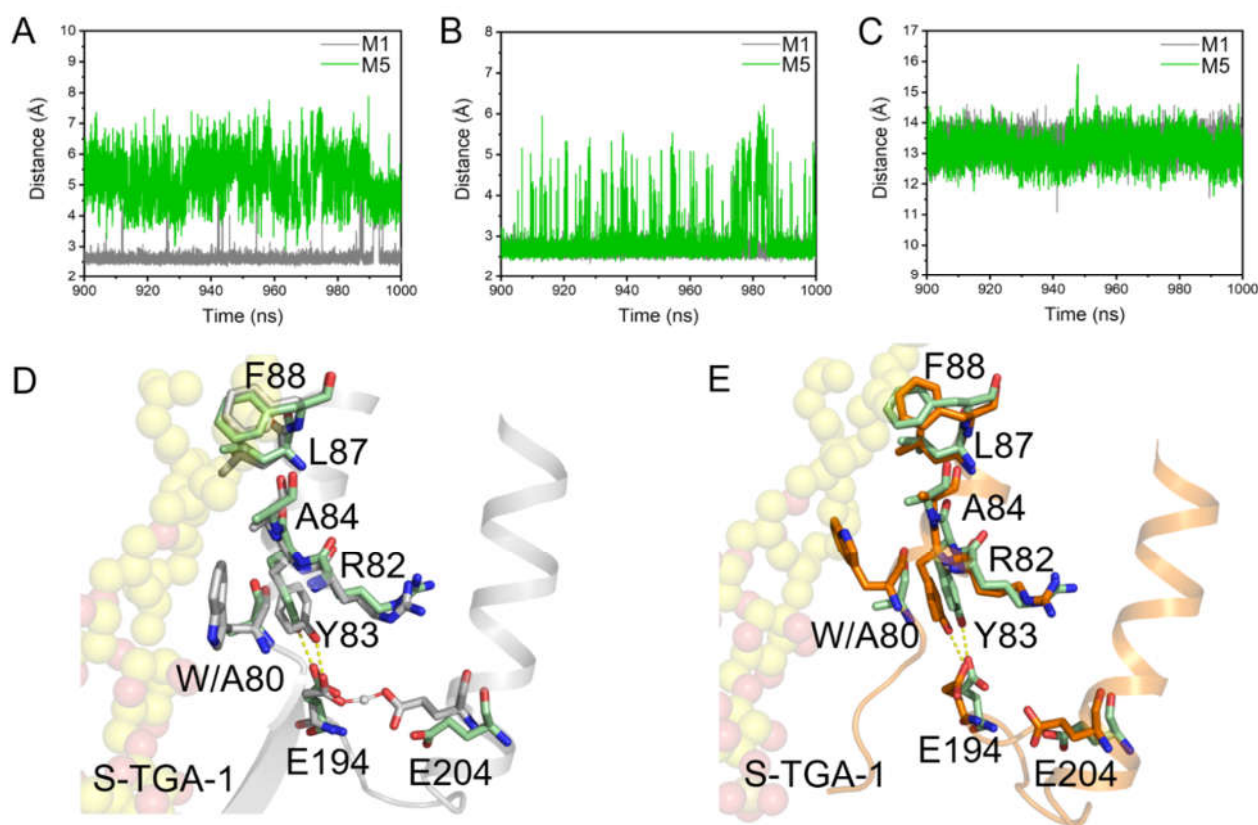 A
M1
M5
Distance (Å)
10
9
8
7
6
5
4
3
2
900
920
940
960
980
1000
Time (ns)
B
M1
M5
Distance (Å)
8
7
6
5
4
3
2
900
920
940
960
980
1000
Time (ns)
C
M1
M5
Distance (Å)
17
16
15
14
13
12
11
10
9
900
920
940
960
980
1000
Time (ns)
D
F88
L87
A84
R82
Y83
W/A80
E194
E204
S-TGA-1
E
F88
L87
A84
R82
W/A80
Y83
E194
E204
S-TGA-1